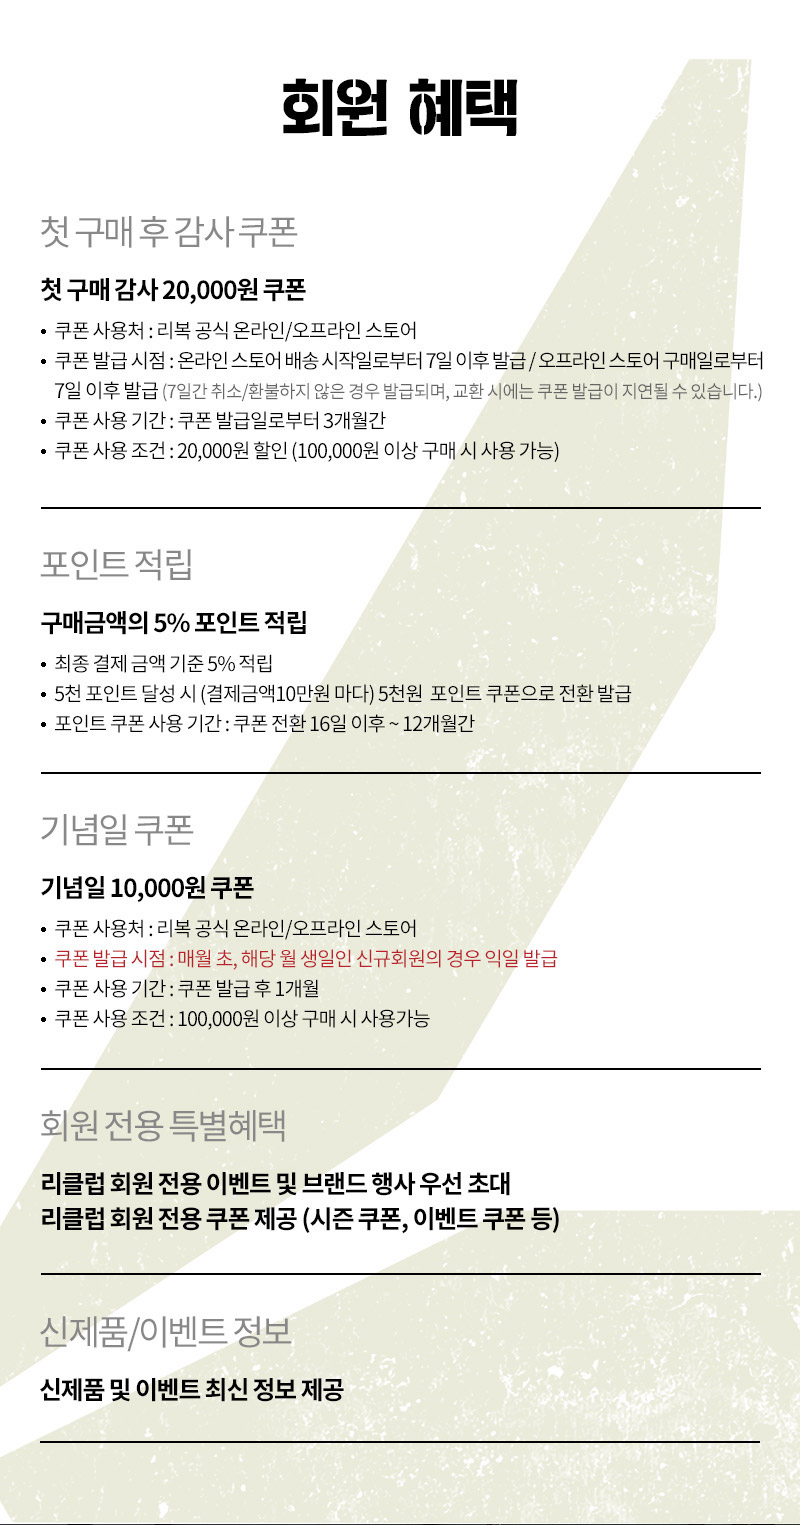 회원 혜택
첫 구매 후 감사 쿠폰
첫 구매 감사 20,000원 쿠폰
• 쿠폰 사용처 : 리복 공식 온라인/오프라인 스토어
• 쿠폰 발급 시점 : 온라인 스토어 배송 시작일로부터 7일 이후 발급 / 오프라인 스토어 구매일로부터
7일 이후 발급 (7일간 취소/환불하지 않은 경우 발급되며, 교환 시에는 쿠폰 발급이 지연될 수 있습니다.)
• 쿠폰 사용 기간 : 쿠폰 발급일로부터 3개월간
• 쿠폰 사용 조건 : 20,000원 할인 (100,000원 이상 구매 시 사용 가능)
포인트 적립
구매금액의 5% 포인트 적립
• 최종 결제 금액 기준 5% 적립
• 5천 포인트 달성 시 (결제금액10만원 마다) 5천원 포인트 쿠폰으로 전환 발급
• 포인트 쿠폰 사용 기간 : 쿠폰 전환 16일 이후 ~ 12개월간
기념일 쿠폰
기념일 10,000원 쿠폰
• 쿠폰 사용처 : 리복 공식 온라인/오프라인 스토어
• 쿠폰 발급 시점 : 매월 초, 해당 월 생일인 신규회원의 경우 익일 발급
• 쿠폰 사용 기간 : 쿠폰 발급 후 1개월
• 쿠폰 사용 조건 : 100,000원 이상 구매 시 사용가능
회원 전용 특별혜택
리클럽 회원 전용 이벤트 및 브랜드 행사 우선 초대
리클럽 회원 전용 쿠폰 제공 (시즌 쿠폰, 이벤트 쿠폰 등)
신제품/이벤트 정보
신제품 및 이벤트 최신 정보 제공